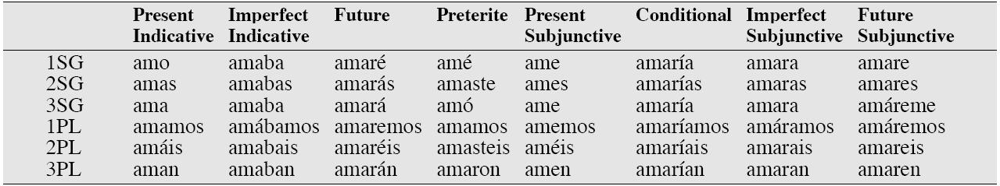 Present Imperfect Future Preterite Present Conditional Imperfect Future
Indicative Indicative Subjunctive Subjunctive Subjunctive
1SG amo amaba amaré amé ame amaría amara amare
2SG amas amabas amarás amaste ames amarías amaras amares
3SG ama amaba amará amó ame amaría amara amáreme
1PL amamos amábamos amaremos amamos amemos amaríamos amáramos amáremos
2PL amáis amabais amaréis amasteis améis amaríais amarais amareis
3PL aman amaban amarán amaron amen amarían amaran amaren